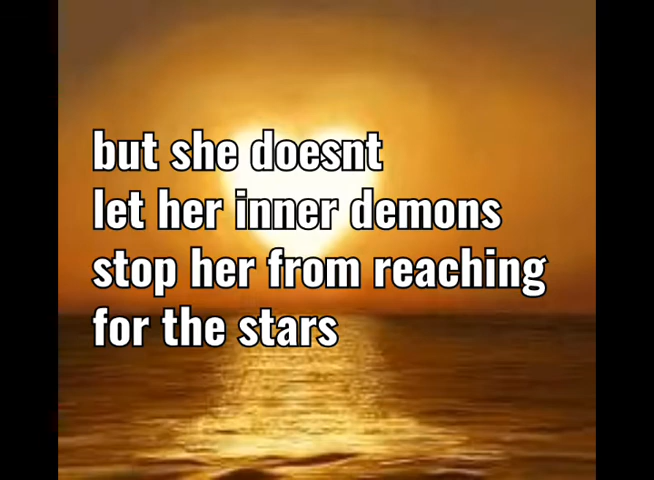 but she doesnt
let her inner demons
stop her from reaching
for the stars